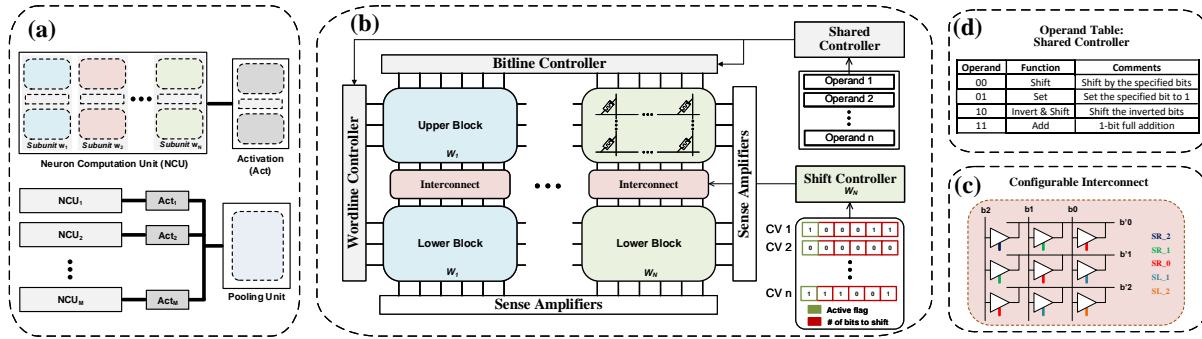 (a)
Subunit w1
Subunit w2
Subunit wN
Neuron Computation Unit (NCU)
Activation
(Act)
NCU1
Act1
NCU2
Act2
NCUM
ActM
Pooling Unit
(b)
Bitline Controller
Wordline Controller
Upper Block
W1
Interconnect
Interconnect
Lower Block
W1
Lower Block
WN
Sense Amplifiers
Sense Amplifiers
Shared
Controller
Operand 1
Operand 2
Operand n
Shift Controller
WN
CV 1
1 0 0 0 1 1
CV 2
0 0 0 0 0 0
CV n
1 1 1 0 0 1
Active flag
# of bits to shift
(d)
Operand Table:
Shared Controller
Operand Function Comments
00 Shift Shift by the specified bits
01 Set Set the specified bit to 1
10 Invert & Shift Shift the inverted bits
11 Add 1-bit full addition
(c)
Configurable Interconnect
b2 b1 b0
b'0
b'1
b'2
SR_2
SR_1
SR_0
SL_1
SL_2